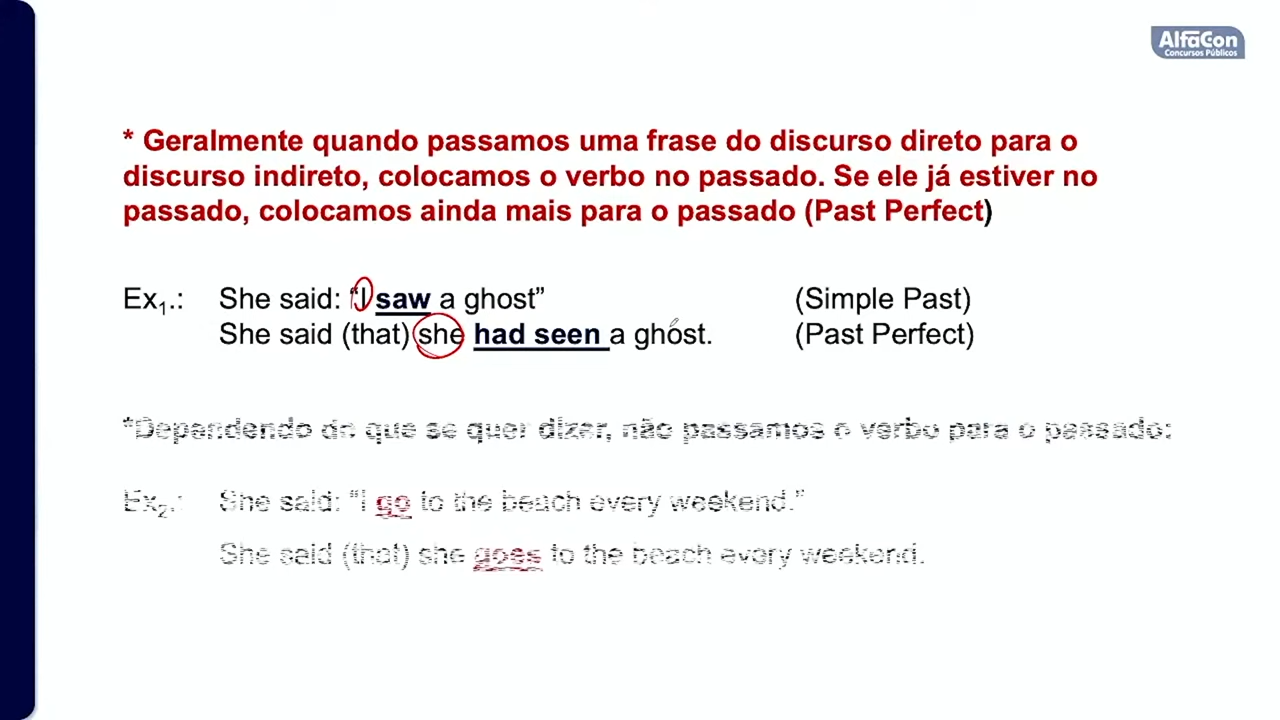 AlfaCon
Concursos Públicos
* Geralmente quando passamos uma frase do discurso direto para o
discurso indireto, colocamos o verbo no passado. Se ele já estiver no
passado, colocamos ainda mais para o passado (Past Perfect)
Ex1.: She said: “I saw a ghost” (Simple Past)
She said (that) she had seen a ghost. (Past Perfect)
*Dependendo do que se quer dizer, não passamos o verbo para o passado:
Ex2.: She said: “I go to the beach every weekend.”
She said (that) she goes to the beach every weekend.